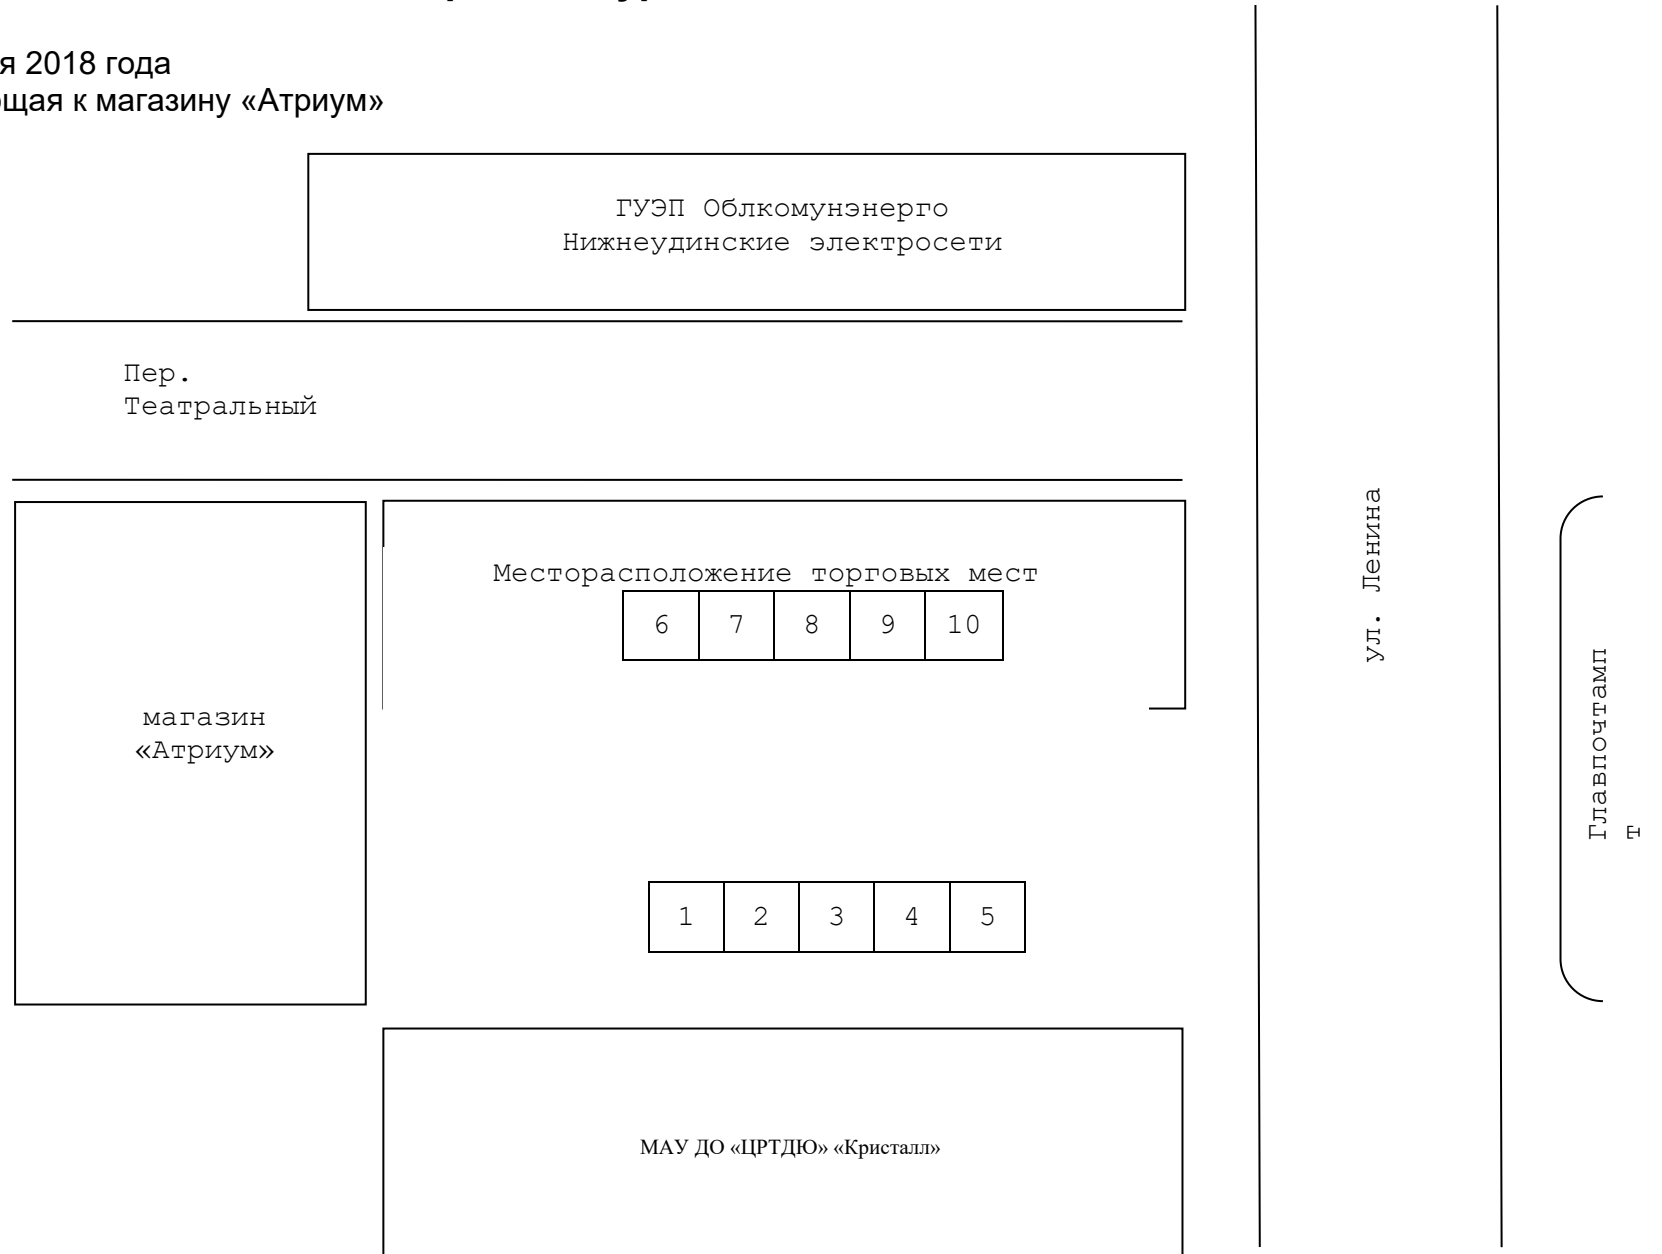 я 2018 года
ющая к магазину «Атриум»
ГУЭП Облкомунэнерго
Нижнеудинские электросети
Пер.
Театральный
ул. Ленина
Месторасположение торговых мест
6 7 8 9 10
магазин
«Атриум»
Главпочтамп
т
1 2 3 4 5
МАУ ДО «ЦРТДЮ» «Кристалл»